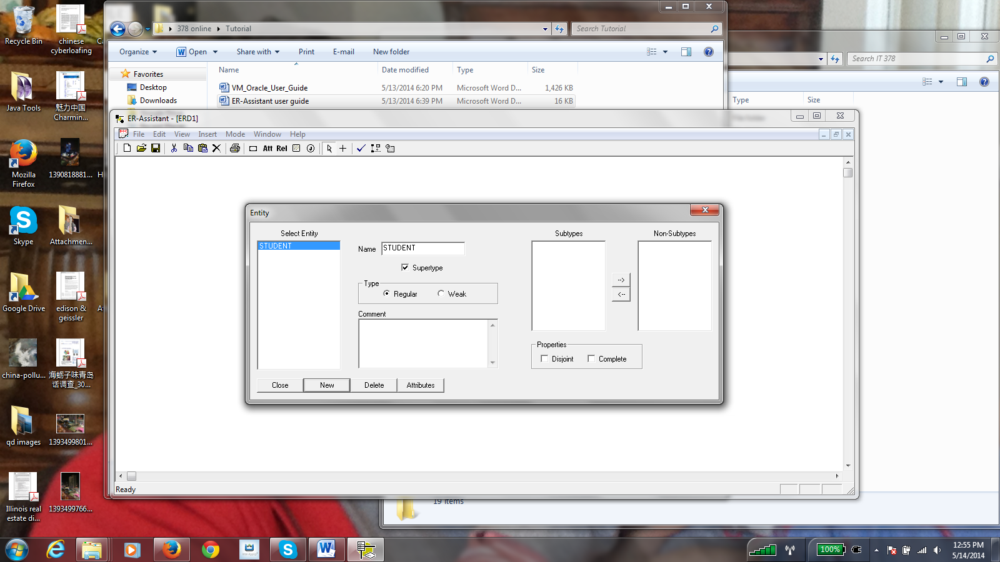 Recycle Bin
chinese
cyberloafing
Ca
Java Tools
魅力中国
Charmin...
Mozilla
Firefox
1390818881...
H
Skype
Attachmen...
Google Drive
edison &
geissler
A
china-pollu...
海蛎子味青岛
话调查_30...
qd images
1393499801...
Illinois real
estate di...
1393499766...
378 online
Tutorial
Search Tutorial
Organize
Open
Share with
Print
E-mail
New folder
Favorites
Desktop
Downloads
Name
Date modified
Type
Size
VM_Oracle_User_Guide
5/13/2014 6:20 PM
Microsoft Word D...
1,426 KB
ER-Assistant user guide
5/13/2014 6:39 PM
Microsoft Word D...
16 KB
Search IT 378
Type
Size
ER-Assistant - [ERD1]
File Edit View Insert Mode Window Help
Att Rel
J
Entity
Select Entity
STUDENT
Name
STUDENT
Supertype
Type
Regular
Weak
Comment
Subtypes
Non-Subtypes
-->
<--
Properties
Disjoint
Complete
Close
New
Delete
Attributes
Ready
19 items
100%
12:55 PM
5/14/2014